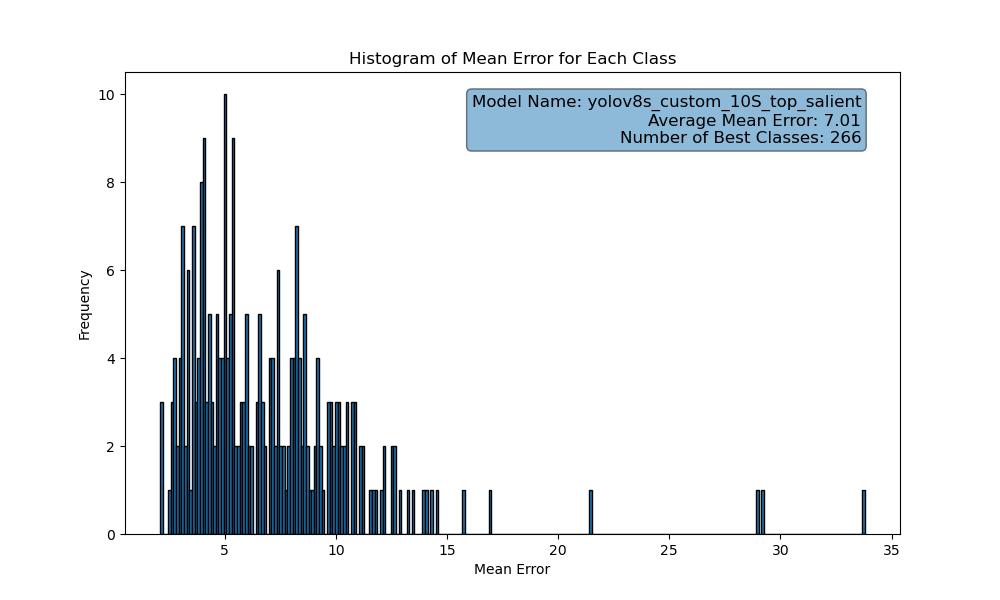 Histogram of Mean Error for Each Class
Model Name: yolov8s_custom_10S_top_salient
Average Mean Error: 7.01
Number of Best Classes: 266
Frequency
10
8
6
4
2
0
5
10
15
20
25
30
35
Mean Error